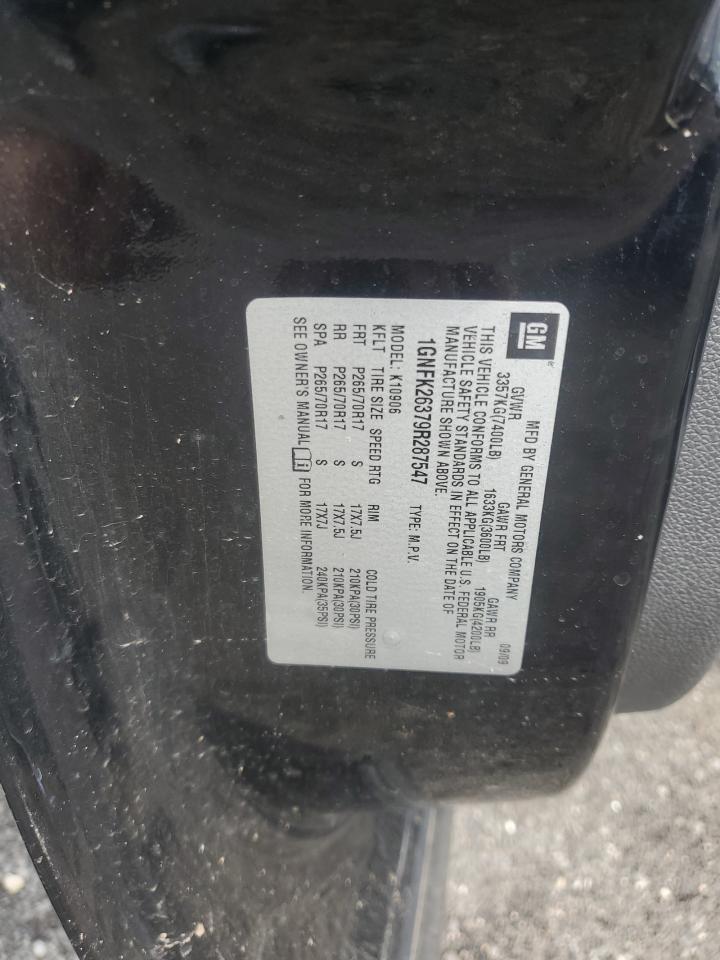 GM
MFD BY GENERAL MOTORS COMPANY 09/09
GVWR GAWR FRT GAWR RR
3357KG(7400LB) 1633KG(3600LB) 1905KG(4200LB)
THIS VEHICLE CONFORMS TO ALL APPLICABLE U.S. FEDERAL MOTOR
VEHICLE SAFETY STANDARDS IN EFFECT ON THE DATE OF
MANUFACTURE SHOWN ABOVE.
1GNFK26379R287547 TYPE: M.P.V.
MODEL: K10906
KFLT TIRE SIZE SPEED RTG RIM COLD TIRE PRESSURE
FRT P265/70R17 S 17X7.5J 210KPA(30PSI)
RR P265/70R17 S 17X7.5J 210KPA(30PSI)
SPA P265/70R17 S 17X7J 240KPA(35PSI)
SEE OWNER'S MANUAL FOR MORE INFORMATION.